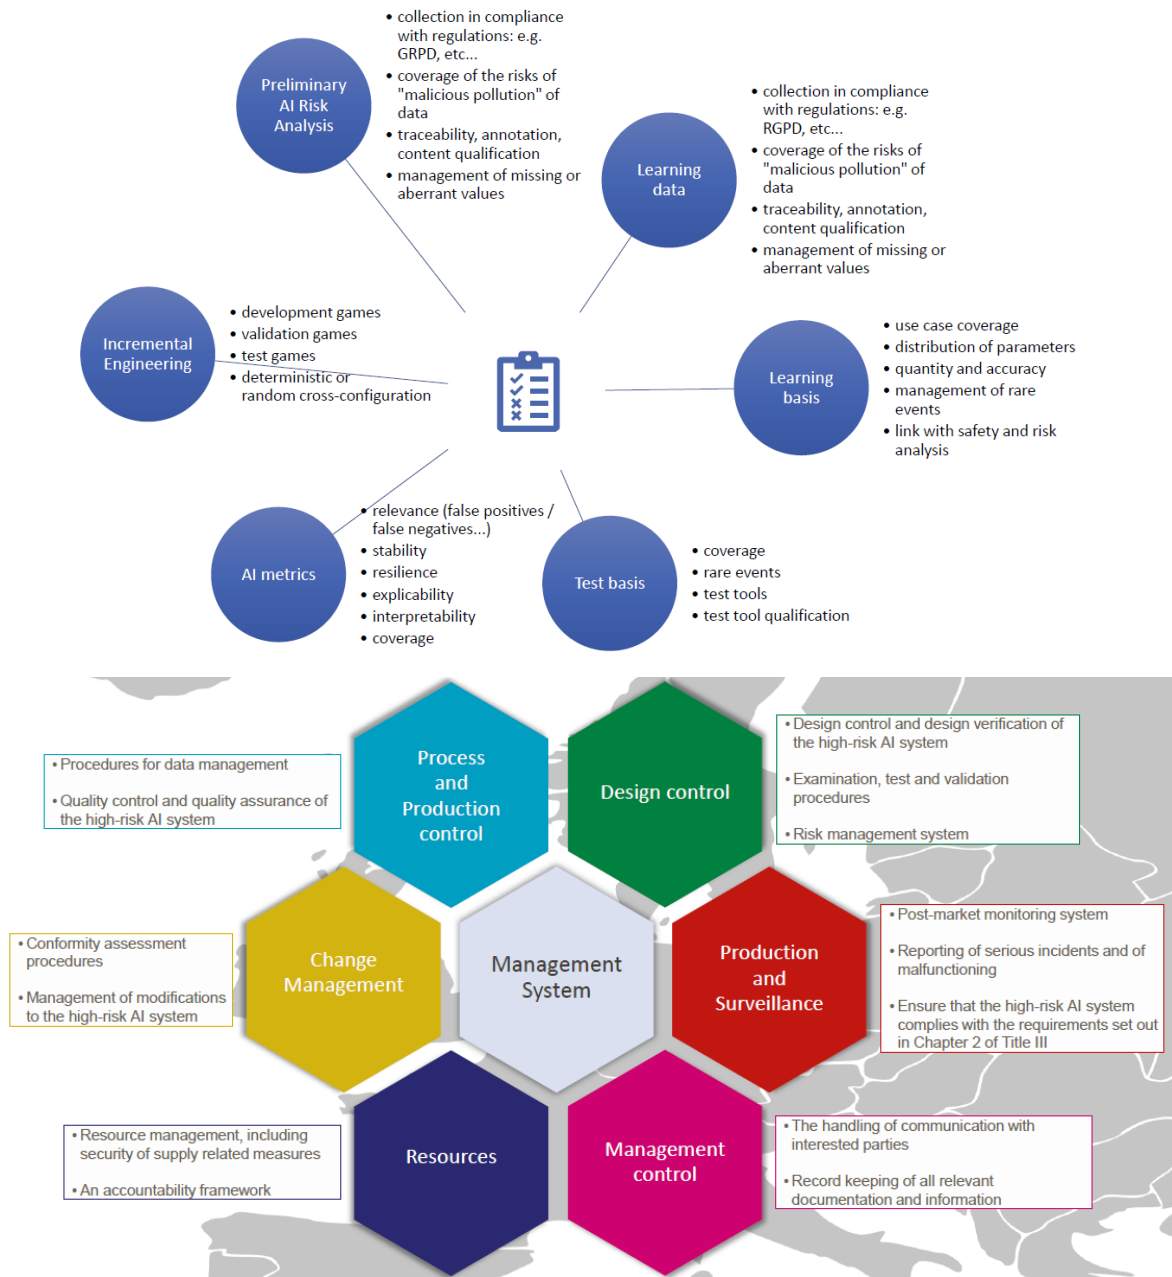 Preliminary
AI Risk
Analysis
• collection in compliance
with regulations: e.g.
GRPD, etc...
• coverage of the risks of
"malicious pollution" of
data
• traceability, annotation,
content qualification
• management of missing or
aberrant values
Learning
data
• collection in compliance
with regulations: e.g.
RGPD, etc...
• coverage of the risks of
"malicious pollution" of
data
• traceability, annotation,
content qualification
• management of missing or
aberrant values
Incremental
Engineering
• development games
• validation games
• test games
• deterministic or
random cross-configuration
Learning
basis
• use case coverage
• distribution of parameters
• quantity and accuracy
• management of rare
events
• link with safety and risk
analysis
AI metrics
• relevance (false positives /
false negatives...)
• stability
• resilience
• explicability
• interpretability
• coverage
Test basis
• coverage
• rare events
• test tools
• test tool qualification
Process
and
Production
control
• Procedures for data management
• Quality control and quality assurance of
the high-risk AI system
Design control
• Design control and design verification of
the high-risk AI system
• Examination, test and validation
procedures
• Risk management system
Change
Management
• Conformity assessment
procedures
• Management of modifications
to the high-risk AI system
Management
System
Production
and
Surveillance
• Post-market monitoring system
• Reporting of serious incidents and of
malfunctioning
• Ensure that the high-risk AI system
complies with the requirements set out
in Chapter 2 of Title III
Resources
• Resource management, including
security of supply related measures
• An accountability framework
Management
control
• The handling of communication with
interested parties
• Record keeping of all relevant
documentation and information